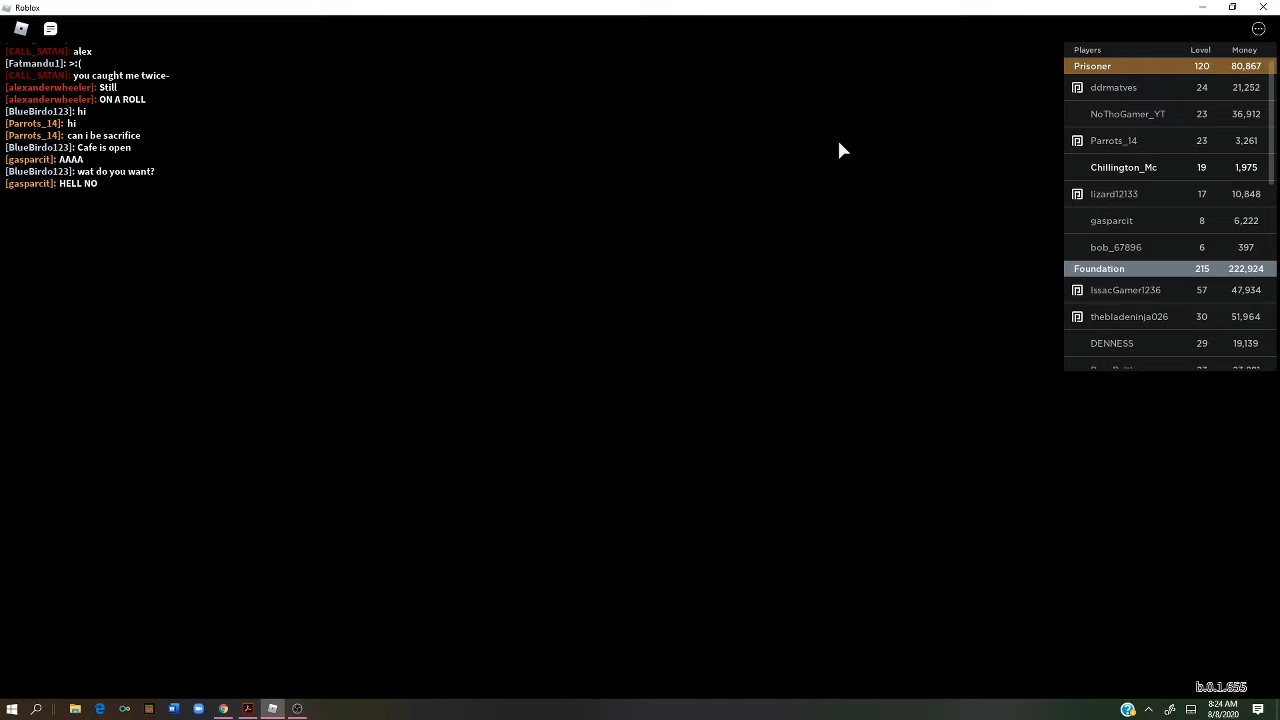 Roblox
[CALL_SATAN]: alex
[Fatmandu1]: >:(
[CALL_SATAN]: you caught me twice-
[alexanderwheeler]: Still
[alexanderwheeler]: ON A ROLL
[BlueBirdo123]: hi
[Parrots_14]: hi
[Parrots_14]: can i be sacrifice
[BlueBirdo123]: Cafe is open
[gasparcit]: AAAA
[BlueBirdo123]: wat do you want?
[gasparcit]: HELL NO
Players Level Money
Prisoner 120 80,867
ddrmatves 24 21,252
NoThoGamer_YT 23 36,912
Parrots_14 23 3,261
Chillington_Mc 19 1,975
lizard12133 17 10,848
gasparcit 8 6,222
bob_67896 6 397
Foundation 215 222,924
IssacGamer1236 57 47,934
thebladeninja026 30 51,964
DENNESS 29 19,139
b.0.1.655
8:24 AM
8/8/2020